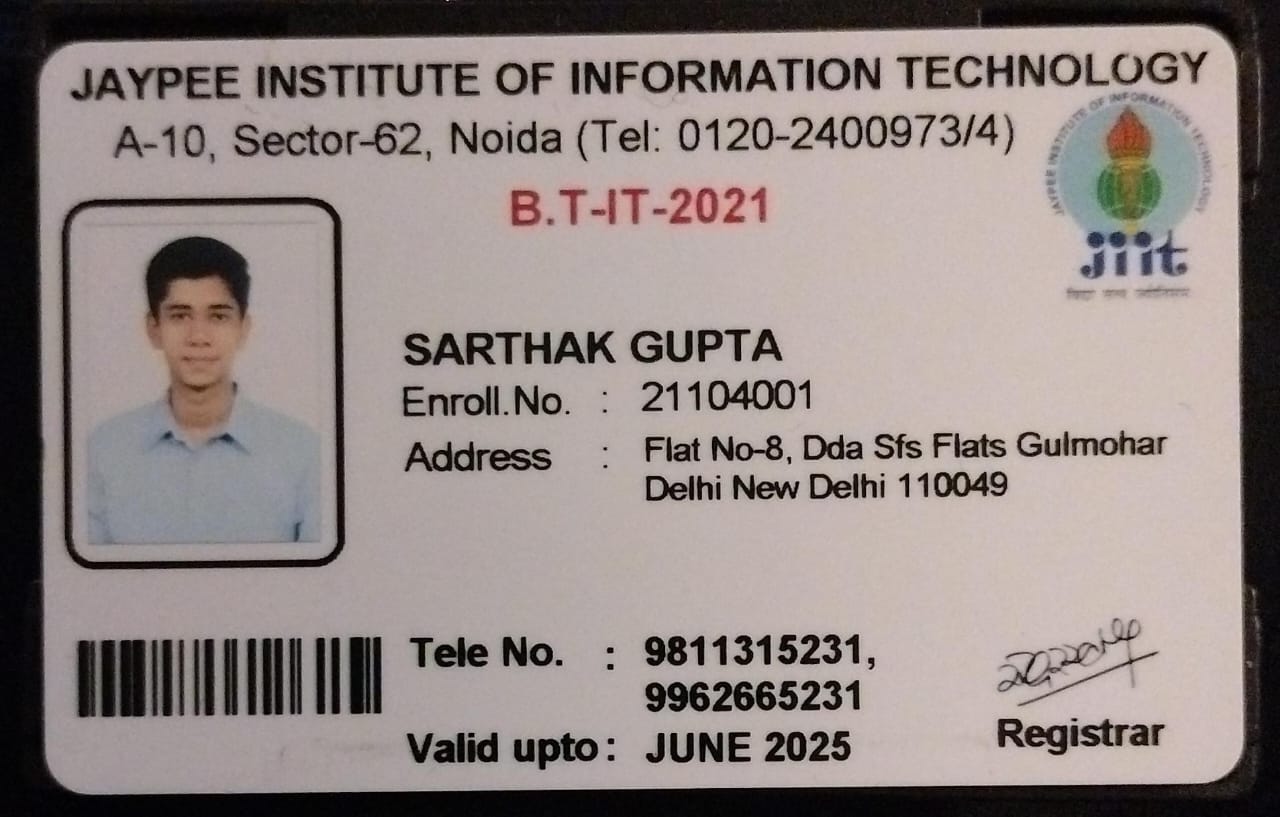 JAYPEE INSTITUTE OF INFORMATION TECHNOLOGY
A-10, Sector-62, Noida (Tel: 0120-2400973/4)
JAYPEE INSTITUTE OF INFORMATION TECHNOLOGY
B.T-IT-2021
jiit
SARTHAK GUPTA
Enroll.No. : 21104001
Address : Flat No-8, Dda Sfs Flats Gulmohar
Delhi New Delhi 110049
Tele No. : 9811315231,
9962665231
Valid upto : JUNE 2025
Registrar